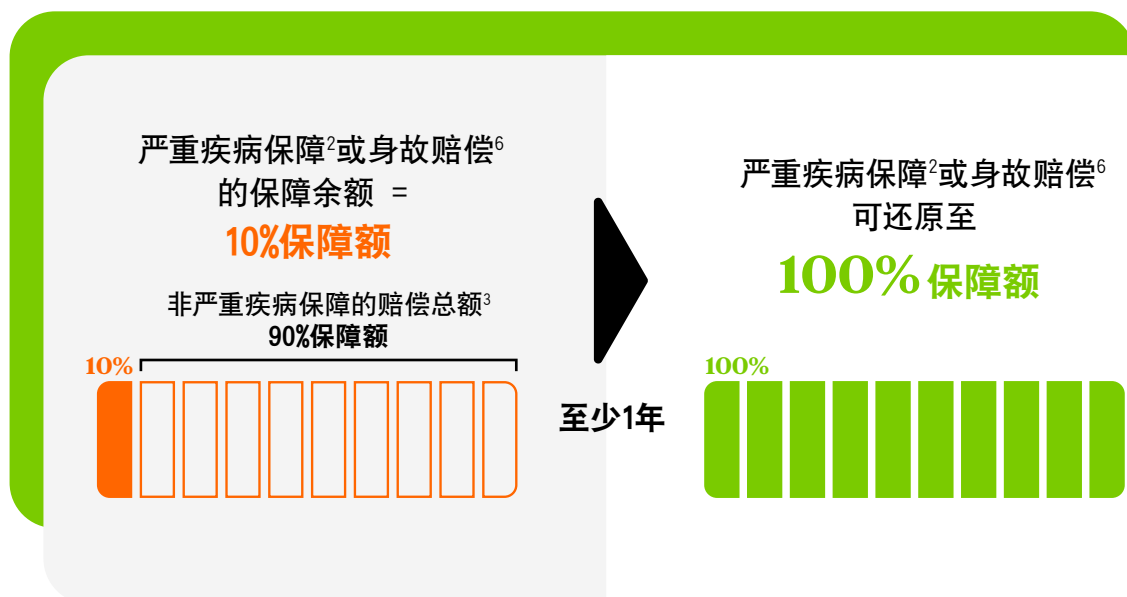 严重疾病保障2或身故赔偿6
的保障余额 =
10%保障额
非严重疾病保障的赔偿总额3
90%保障额
10%
至少1年
严重疾病保障2或身故赔偿6
可还原至
100%保障额
100%